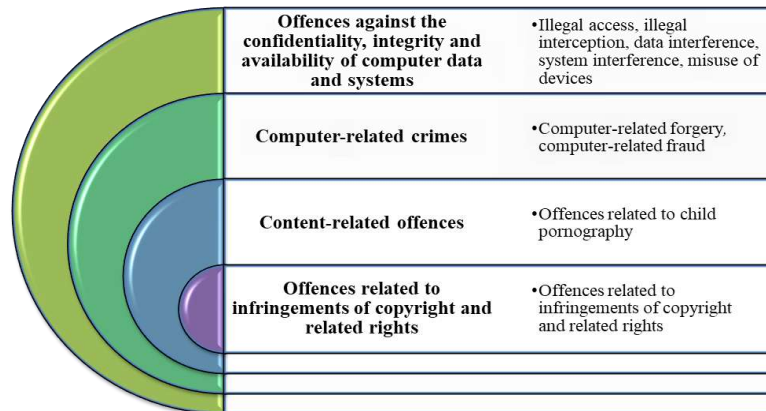 Offences against the
confidentiality, integrity and
availability of computer data
and systems
•Illegal access, illegal
interception, data interference,
system interference, misuse of
devices
Computer-related crimes
•Computer-related forgery,
computer-related fraud
Content-related offences
•Offences related to child
pornography
Offences related to
infringements of copyright and
related rights
•Offences related to
infringements of copyright
and related rights